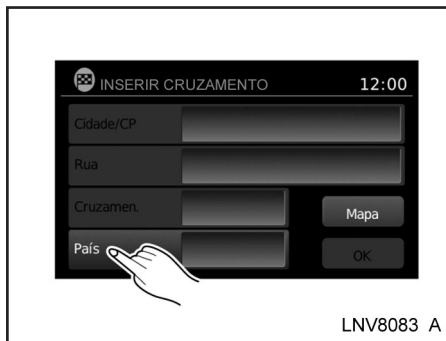 INSERIR CRUZAMENTO 12:00
Cidade/CP
Rua
Cruzamen.
Mapa
País
OK
LNV8083 A